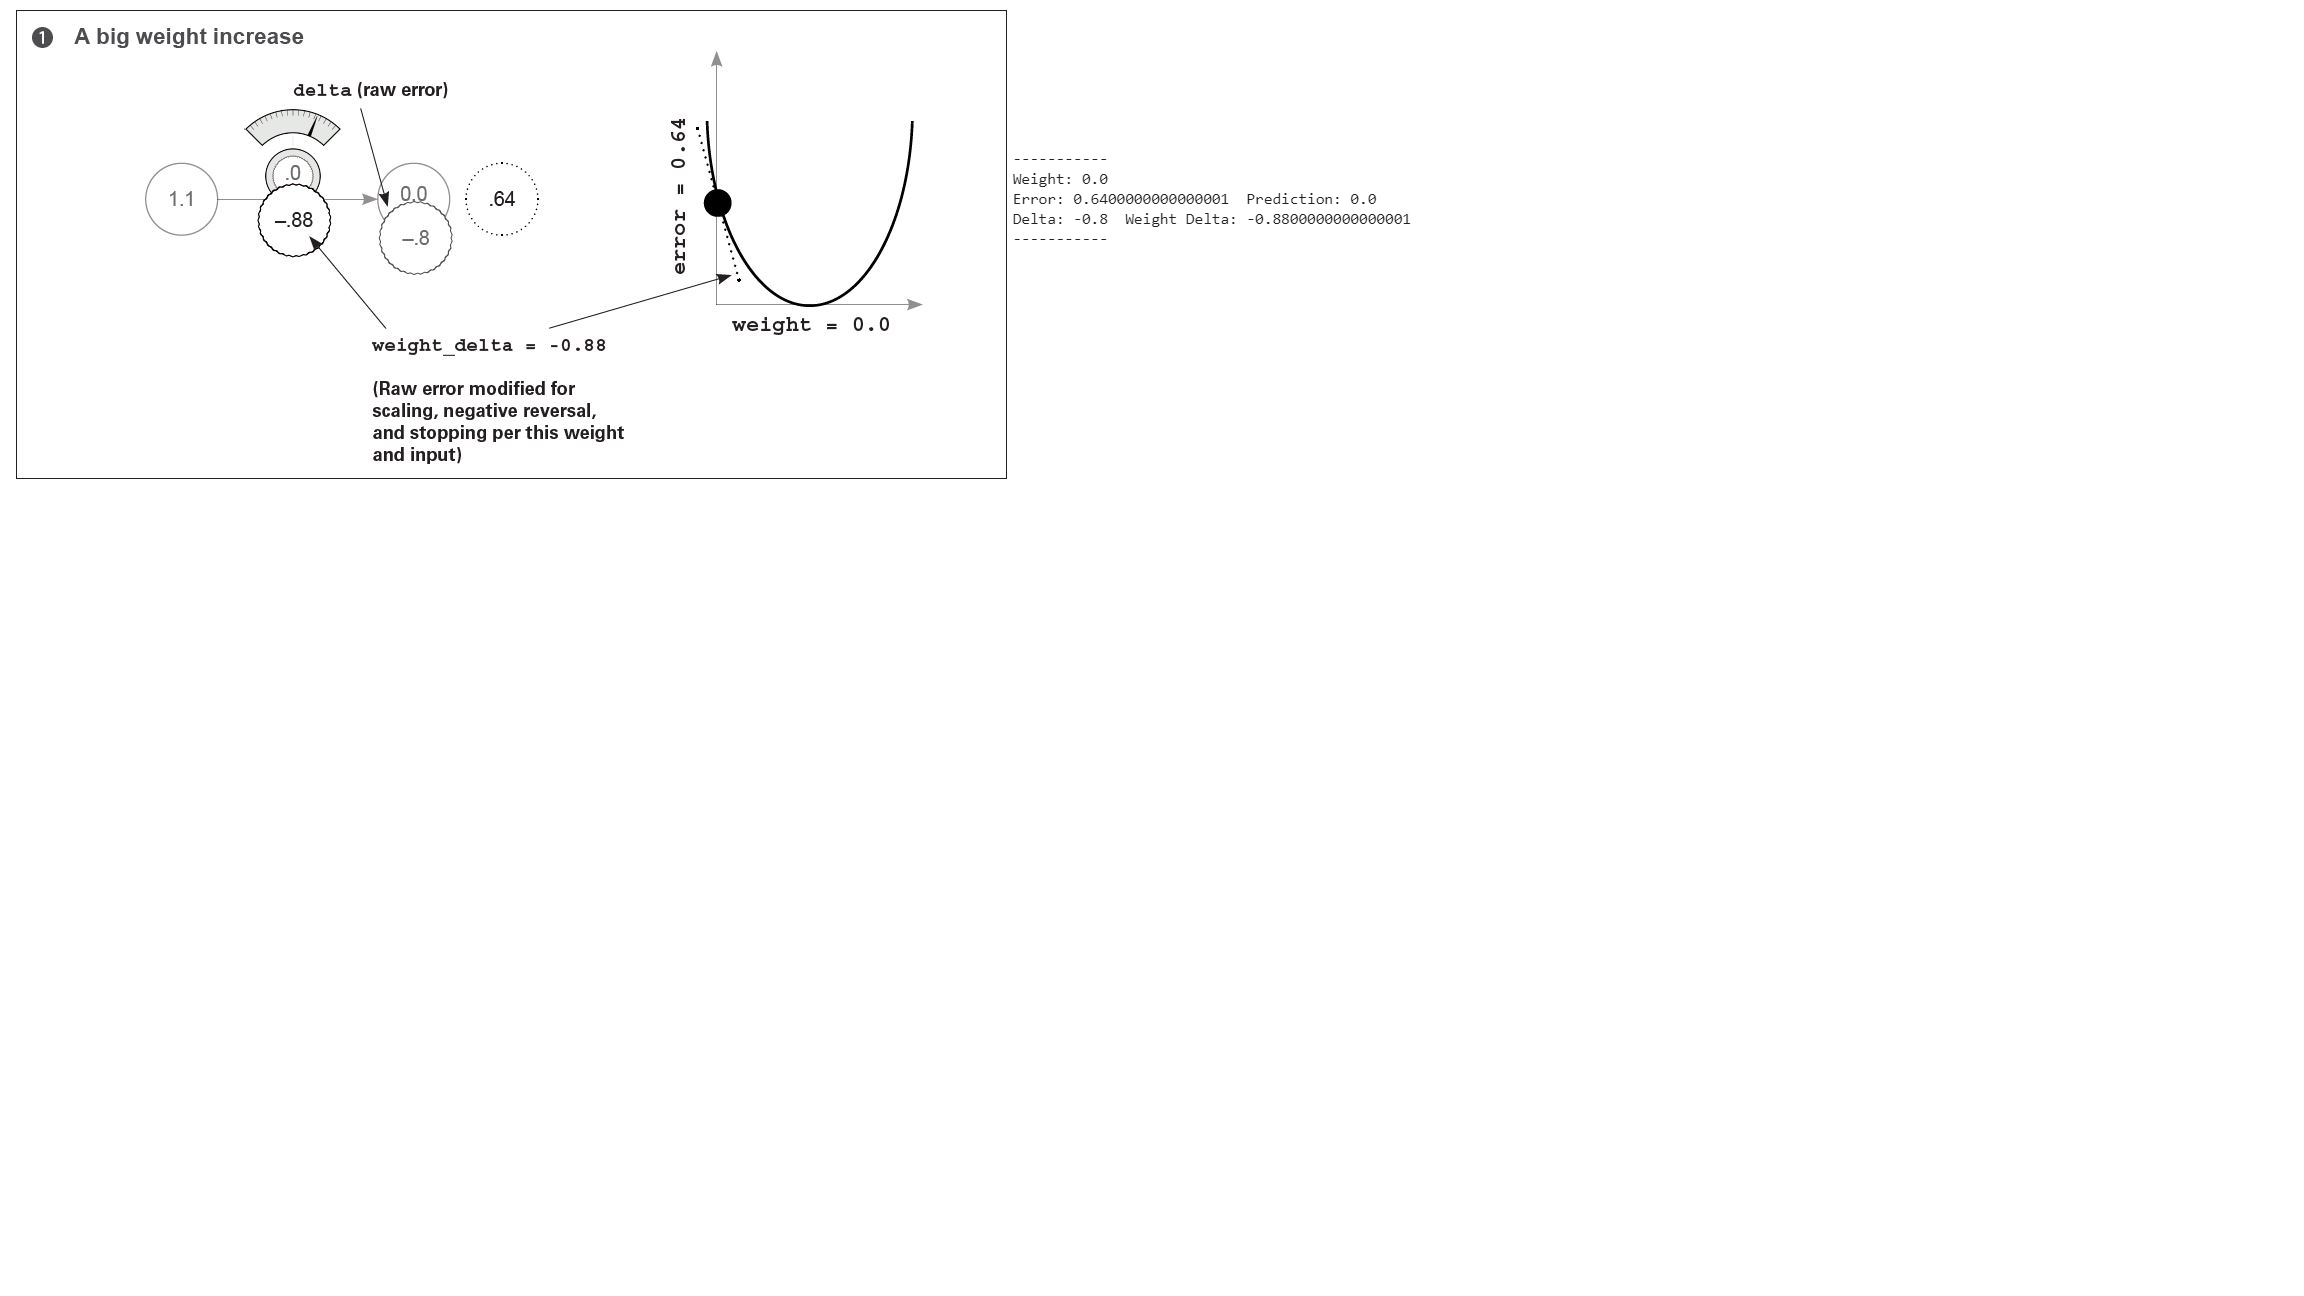 1 A big weight increase
delta (raw error)
1.1
.0
–.88
0.0
–.8
.64
error = 0.64
weight = 0.0
weight_delta = -0.88
(Raw error modified for
scaling, negative reversal,
and stopping per this weight
and input)
-----------
Weight: 0.0
Error: 0.6400000000000001  Prediction: 0.0
Delta: -0.8  Weight Delta: -0.8800000000000001
-----------